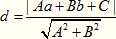 d = | Aa + Bb + C | / √(A² + B²)